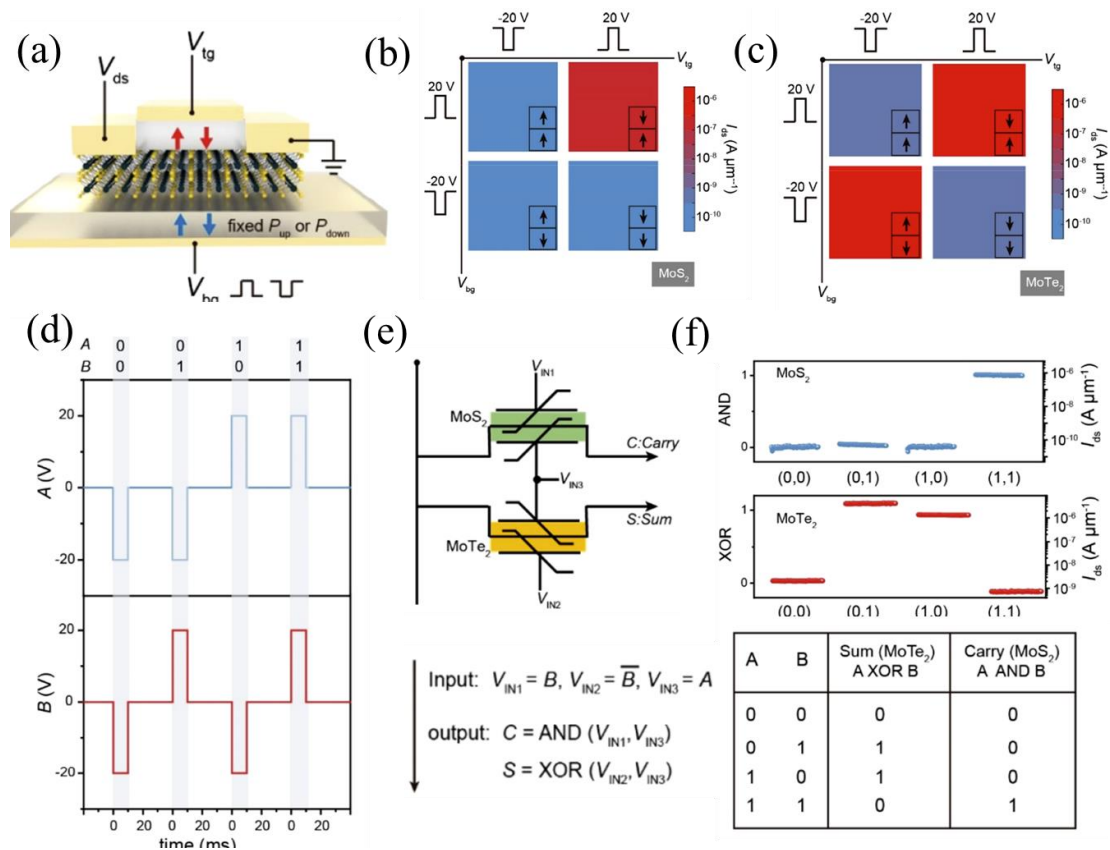 (a)
V_ds
V_tg
fixed P_up or P_down
V_bg
(b)
-20 V
20 V
V_tg
20 V
-20 V
V_bg
↑
↑
↓
↑
↑
↓
↓
↓
10⁻⁶
10⁻⁷
10⁻⁸
10⁻⁹
10⁻¹⁰
I_ds (A μm⁻¹)
MoS₂
(c)
-20 V
20 V
V_tg
20 V
-20 V
V_bg
↑
↑
↓
↑
↑
↓
↓
↓
10⁻⁶
10⁻⁷
10⁻⁸
10⁻⁹
10⁻¹⁰
I_ds (A μm⁻¹)
MoTe₂
(d)
A 0 0 1 1
B 0 1 0 1
A (V)
20
0
-20
B (V)
20
0
-20
0 20 0 20 0 20 0 20
time (ms)
(e)
V_IN1
MoS₂
C:Carry
V_IN3
S:Sum
MoTe₂
V_IN2
Input: V_IN1 = B, V_IN2 = B̅, V_IN3 = A
output: C = AND (V_IN1, V_IN3)
S = XOR (V_IN2, V_IN3)
(f)
AND
1
0
MoS₂
10⁻⁶
10⁻⁸
10⁻¹⁰
I_ds (A μm⁻¹)
(0,0) (0,1) (1,0) (1,1)
XOR
1
0
MoTe₂
10⁻⁶
10⁻⁷
10⁻⁸
10⁻⁹
I_ds (A μm⁻¹)
(0,0) (0,1) (1,0) (1,1)
A B Sum (MoTe₂) Carry (MoS₂)
A XOR B A AND B
0 0 0 0
0 1 1 0
1 0 1 0
1 1 0 1